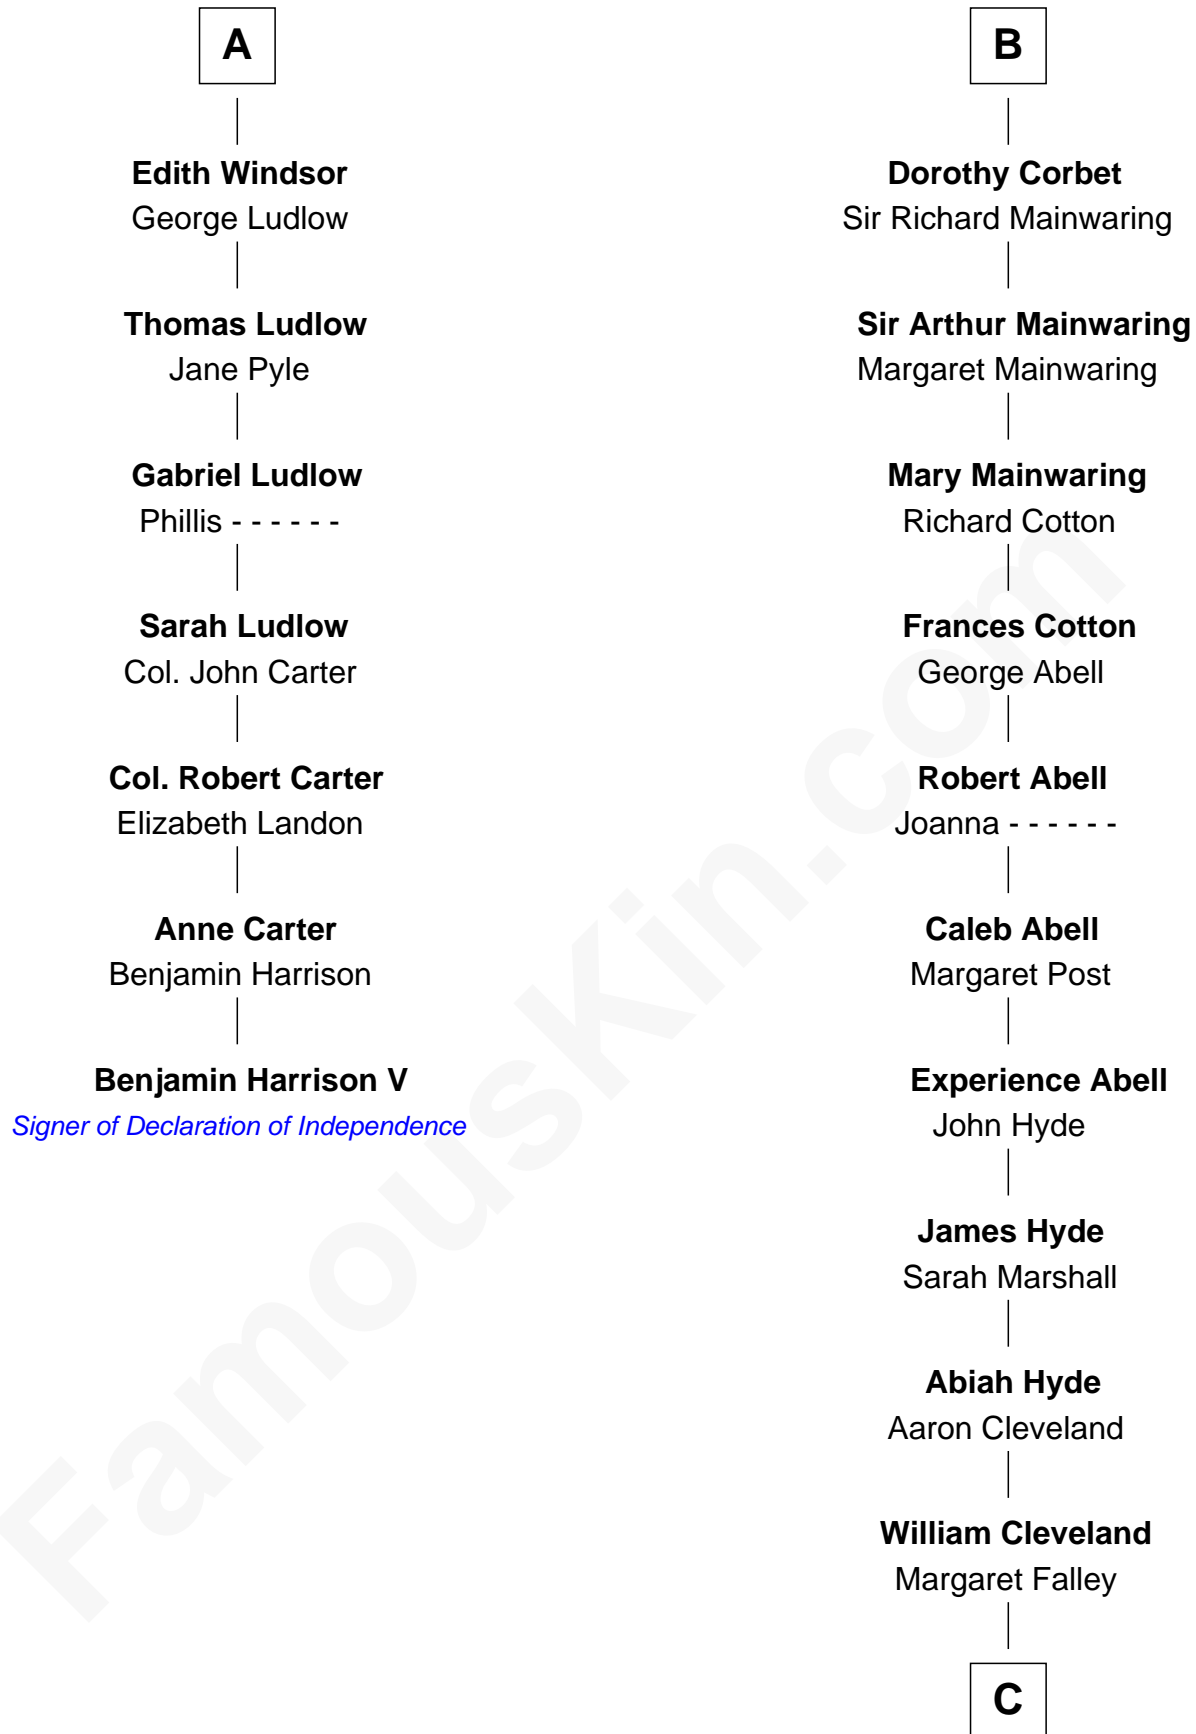 A
Edith Windsor
George Ludlow
Thomas Ludlow
Jane Pyle
Gabriel Ludlow
Phillis - - - - - -
Sarah Ludlow
Col. John Carter
Col. Robert Carter
Elizabeth Landon
Anne Carter
Benjamin Harrison
Benjamin Harrison V
Signer of Declaration of Independence
B
Dorothy Corbet
Sir Richard Mainwaring
Sir Arthur Mainwaring
Margaret Mainwaring
Mary Mainwaring
Richard Cotton
Frances Cotton
George Abell
Robert Abell
Joanna - - - - - -
Caleb Abell
Margaret Post
Experience Abell
John Hyde
James Hyde
Sarah Marshall
Abiah Hyde
Aaron Cleveland
William Cleveland
Margaret Falley
C
FamousKin.com